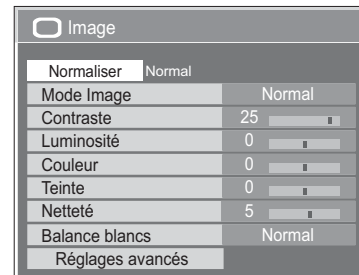 Image
Normaliser Normal
Mode Image Normal
Contraste 25
Luminosité 0
Couleur 0
Teinte 0
Netteté 5
Balance blancs Normal
Réglages avancés